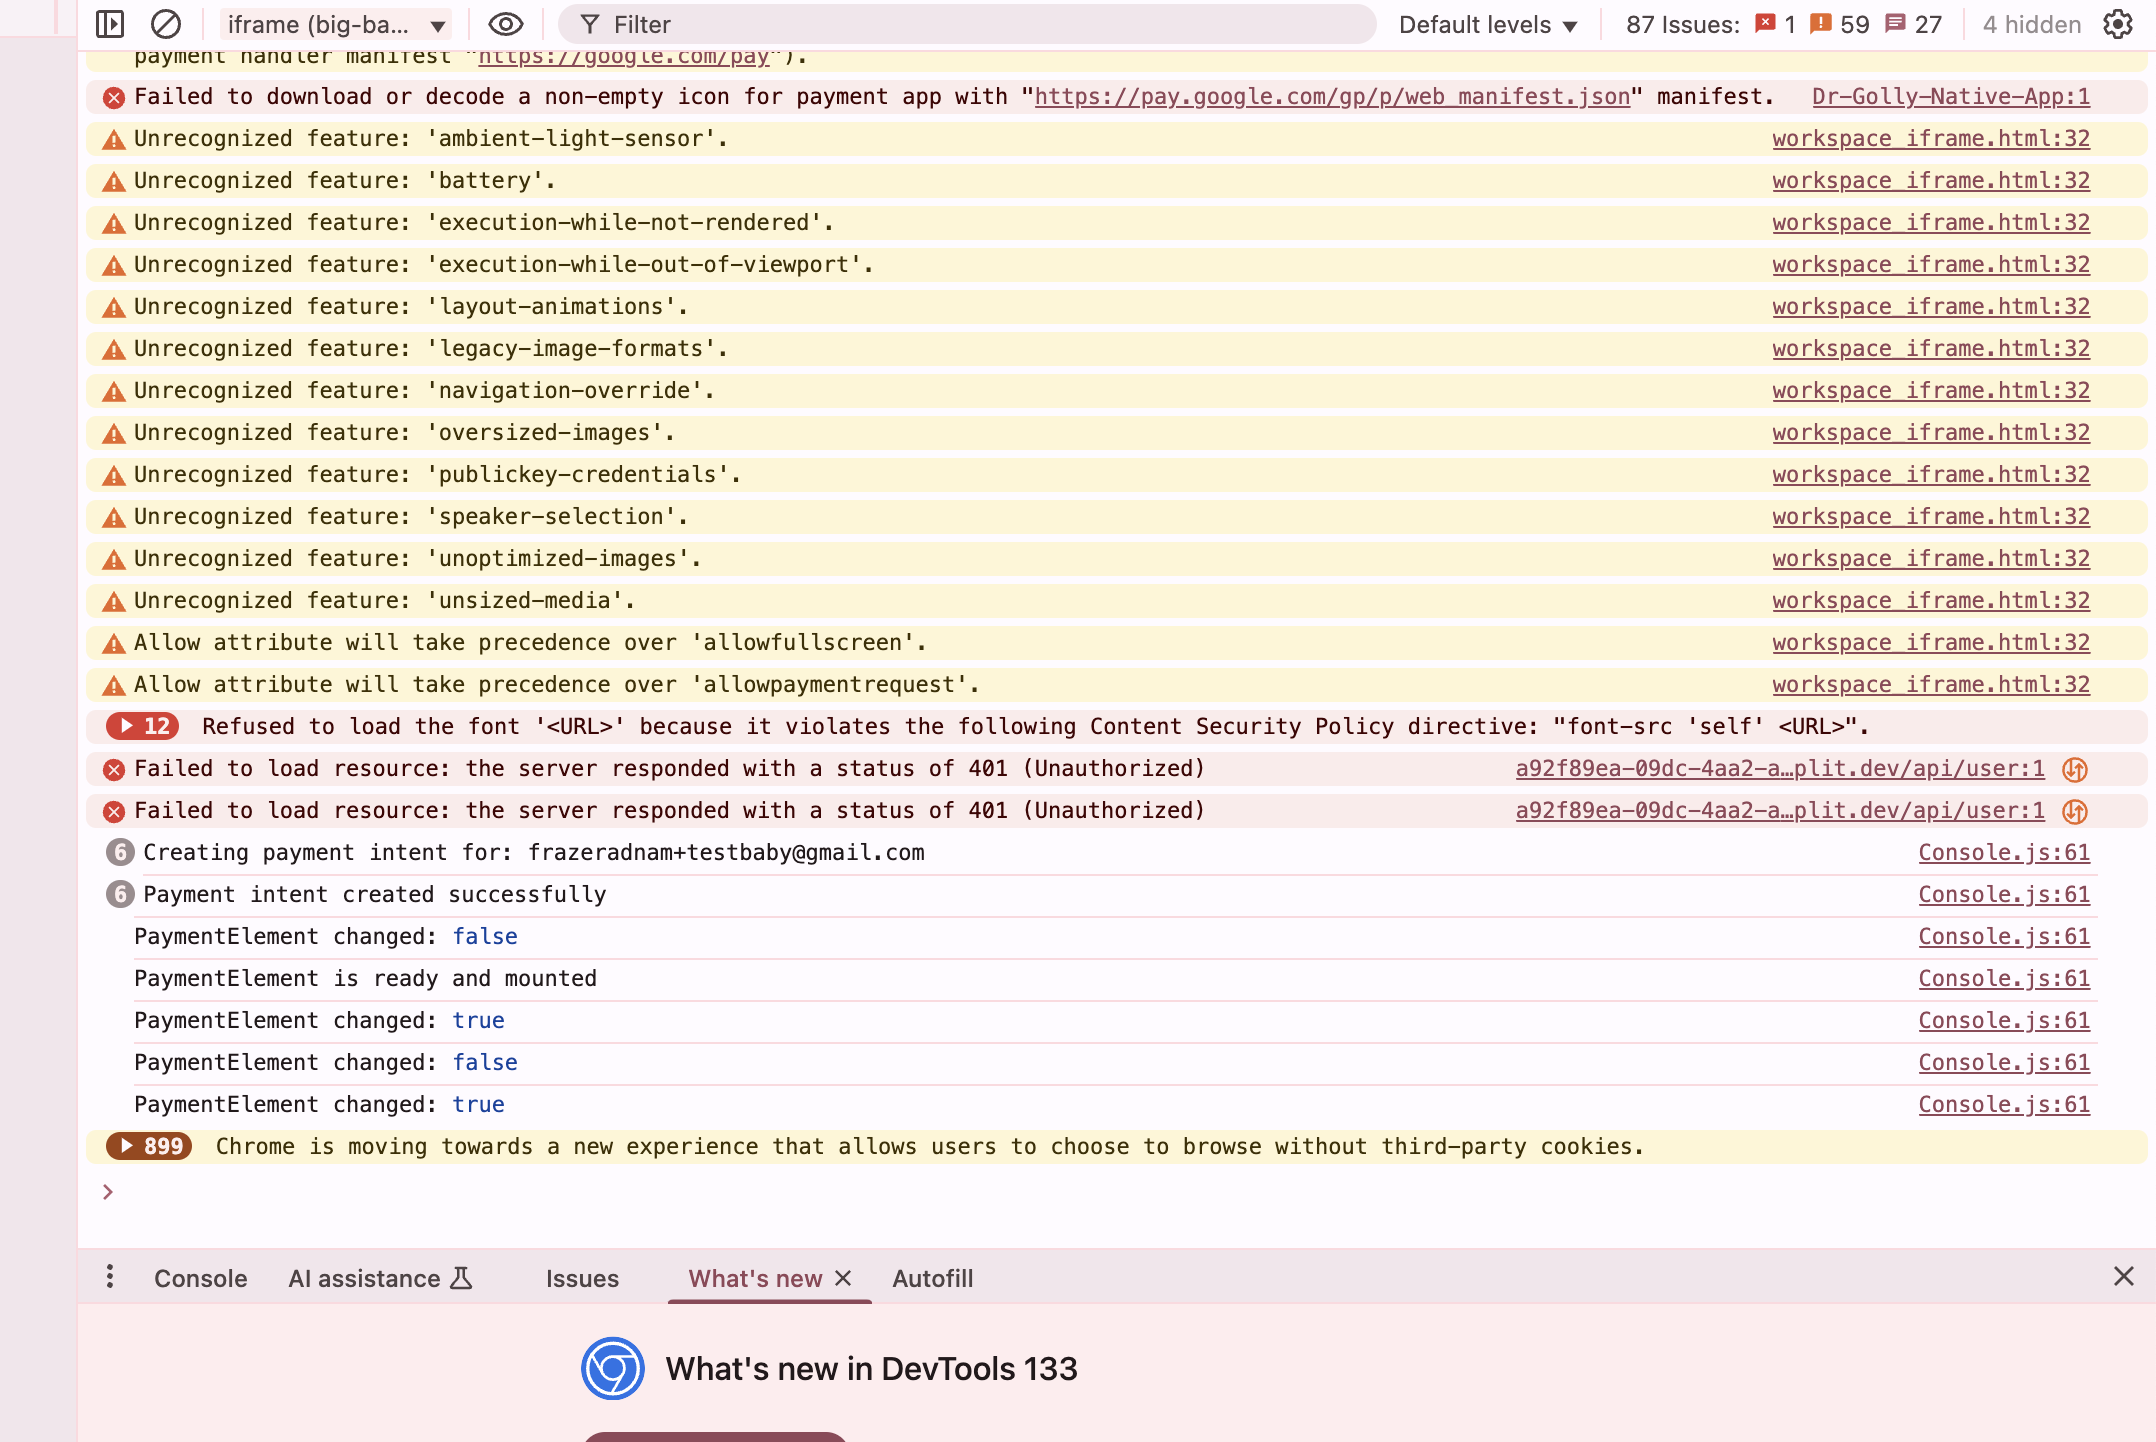 iframe (big-ba... Filter Default levels 87 Issues: 1 59 27 4 hidden
payment handler manifest "https://google.com/pay").
Failed to download or decode a non-empty icon for payment app with "https://pay.google.com/gp/p/web_manifest.json" manifest. Dr-Golly-Native-App:1
Unrecognized feature: 'ambient-light-sensor'. workspace_iframe.html:32
Unrecognized feature: 'battery'. workspace_iframe.html:32
Unrecognized feature: 'execution-while-not-rendered'. workspace_iframe.html:32
Unrecognized feature: 'execution-while-out-of-viewport'. workspace_iframe.html:32
Unrecognized feature: 'layout-animations'. workspace_iframe.html:32
Unrecognized feature: 'legacy-image-formats'. workspace_iframe.html:32
Unrecognized feature: 'navigation-override'. workspace_iframe.html:32
Unrecognized feature: 'oversized-images'. workspace_iframe.html:32
Unrecognized feature: 'publickey-credentials'. workspace_iframe.html:32
Unrecognized feature: 'speaker-selection'. workspace_iframe.html:32
Unrecognized feature: 'unoptimized-images'. workspace_iframe.html:32
Unrecognized feature: 'unsized-media'. workspace_iframe.html:32
Allow attribute will take precedence over 'allowfullscreen'. workspace_iframe.html:32
Allow attribute will take precedence over 'allowpaymentrequest'. workspace_iframe.html:32
12 Refused to load the font '<URL>' because it violates the following Content Security Policy directive: "font-src 'self' <URL>".
Failed to load resource: the server responded with a status of 401 (Unauthorized) a92f89ea-09dc-4aa2-a…plit.dev/api/user:1
Failed to load resource: the server responded with a status of 401 (Unauthorized) a92f89ea-09dc-4aa2-a…plit.dev/api/user:1
6 Creating payment intent for: frazeradnam+testbaby@gmail.com Console.js:61
6 Payment intent created successfully Console.js:61
PaymentElement changed: false Console.js:61
PaymentElement is ready and mounted Console.js:61
PaymentElement changed: true Console.js:61
PaymentElement changed: false Console.js:61
PaymentElement changed: true Console.js:61
899 Chrome is moving towards a new experience that allows users to choose to browse without third-party cookies.
Console AI assistance Issues What's new Autofill
What's new in DevTools 133